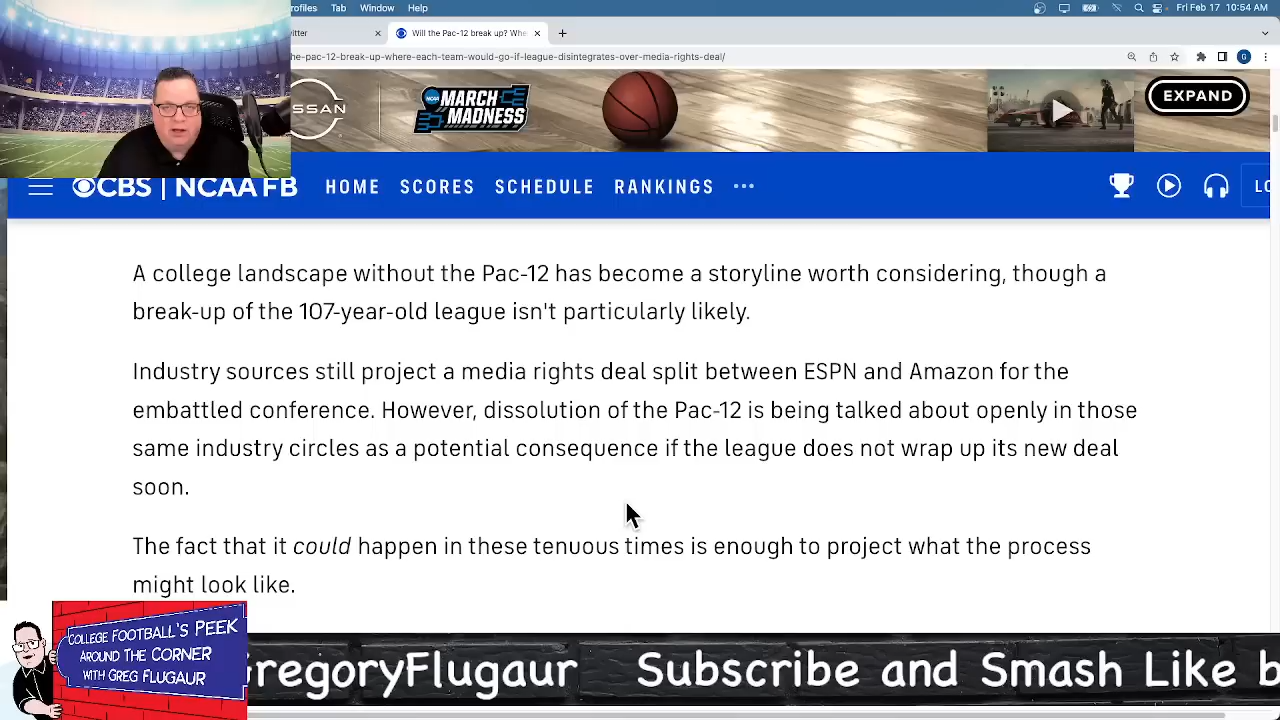 rofiles Tab Window Help Fri Feb 17 10:54 AM
itter Will the Pac-12 break up? Whe
he-pac-12-break-up-where-each-team-would-go-if-league-disintegrates-over-media-rights-deal/
NISSAN NCAA MARCH MADNESS EXPAND
CBS | NCAA FB HOME SCORES SCHEDULE RANKINGS ••• LO
A college landscape without the Pac-12 has become a storyline worth considering, though a
break-up of the 107-year-old league isn't particularly likely.
Industry sources still project a media rights deal split between ESPN and Amazon for the
embattled conference. However, dissolution of the Pac-12 is being talked about openly in those
same industry circles as a potential consequence if the league does not wrap up its new deal
soon.
The fact that it could happen in these tenuous times is enough to project what the process
might look like.
COLLEGE FOOTBALL'S PEEK
AROUND THE CORNER
WITH GREG FLUGAUR
GregoryFlugaur Subscribe and Smash Like b